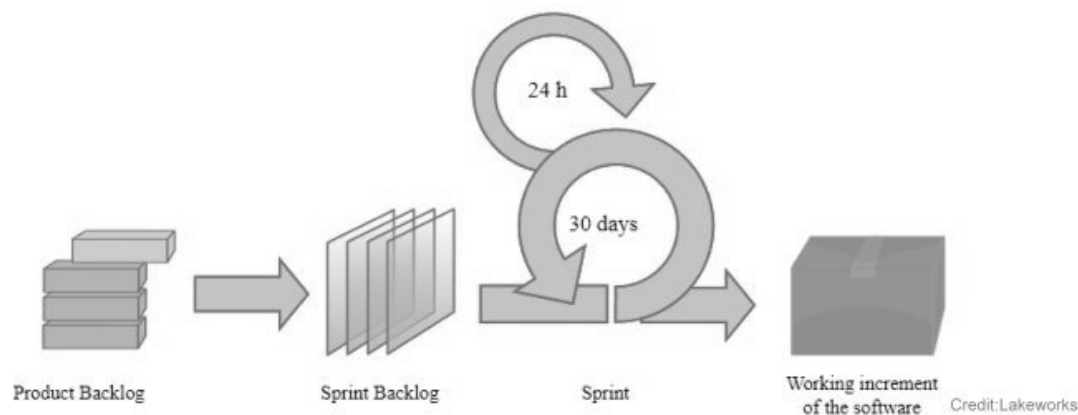 24 h
30 days
Product Backlog
Sprint Backlog
Sprint
Working increment
of the software
Credit:Lakeworks